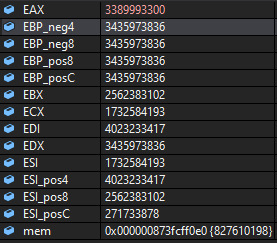 EAX 3389993300
EBP_neg4 3435973836
EBP_neg8 3435973836
EBP_pos8 3435973836
EBP_posC 3435973836
EBX 2562383102
ECX 1732584193
EDI 4023233417
EDX 3435973836
ESI 1732584193
ESI_pos4 4023233417
ESI_pos8 2562383102
ESI_posC 271733878
mem 0x000000873fcff0e0 {827610198}